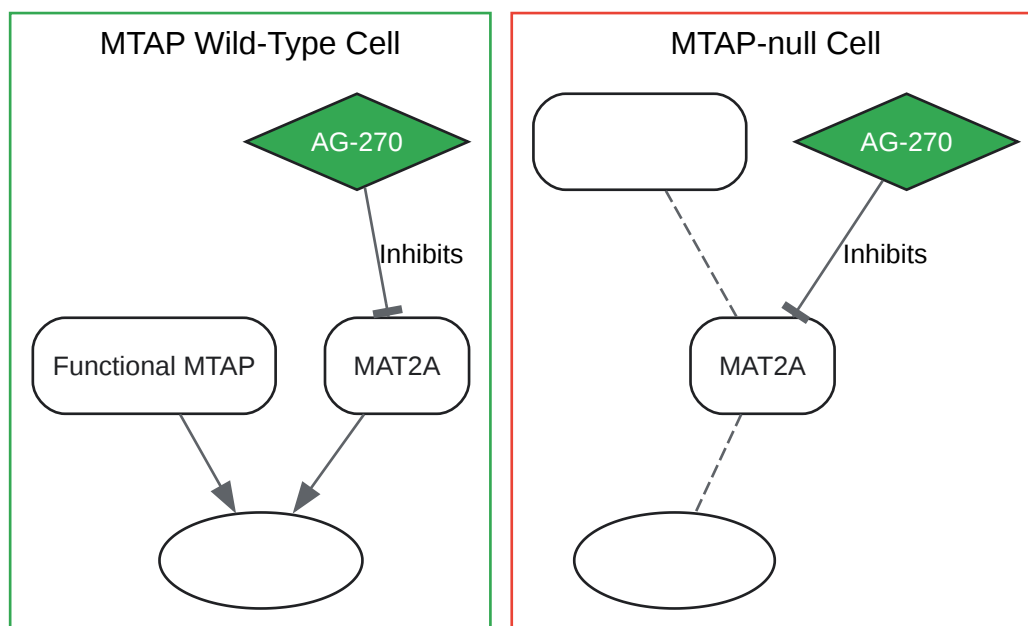 MTAP Wild-Type Cell
AG-270
Inhibits
Functional MTAP
MAT2A
MTAP-null Cell
AG-270
Inhibits
MAT2A